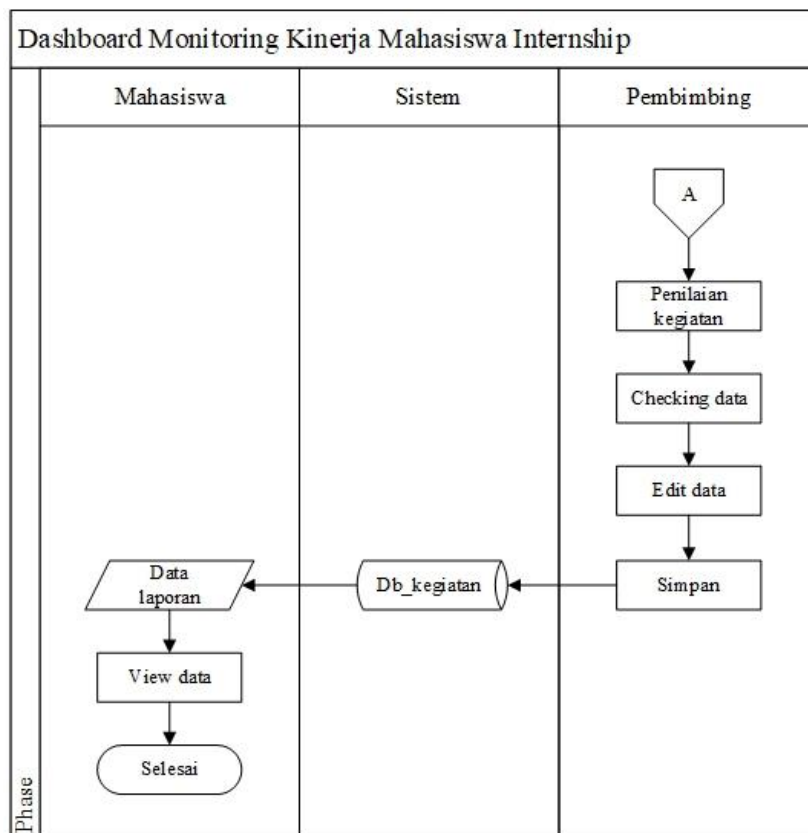 Dashboard Monitoring Kinerja Mahasiswa Internship
Mahasiswa
Sistem
Pembimbing
A
Penilaian
kegiatan
Checking data
Edit data
Simpan
Db_kegiatan
Data
laporan
View data
Selesai
Phase